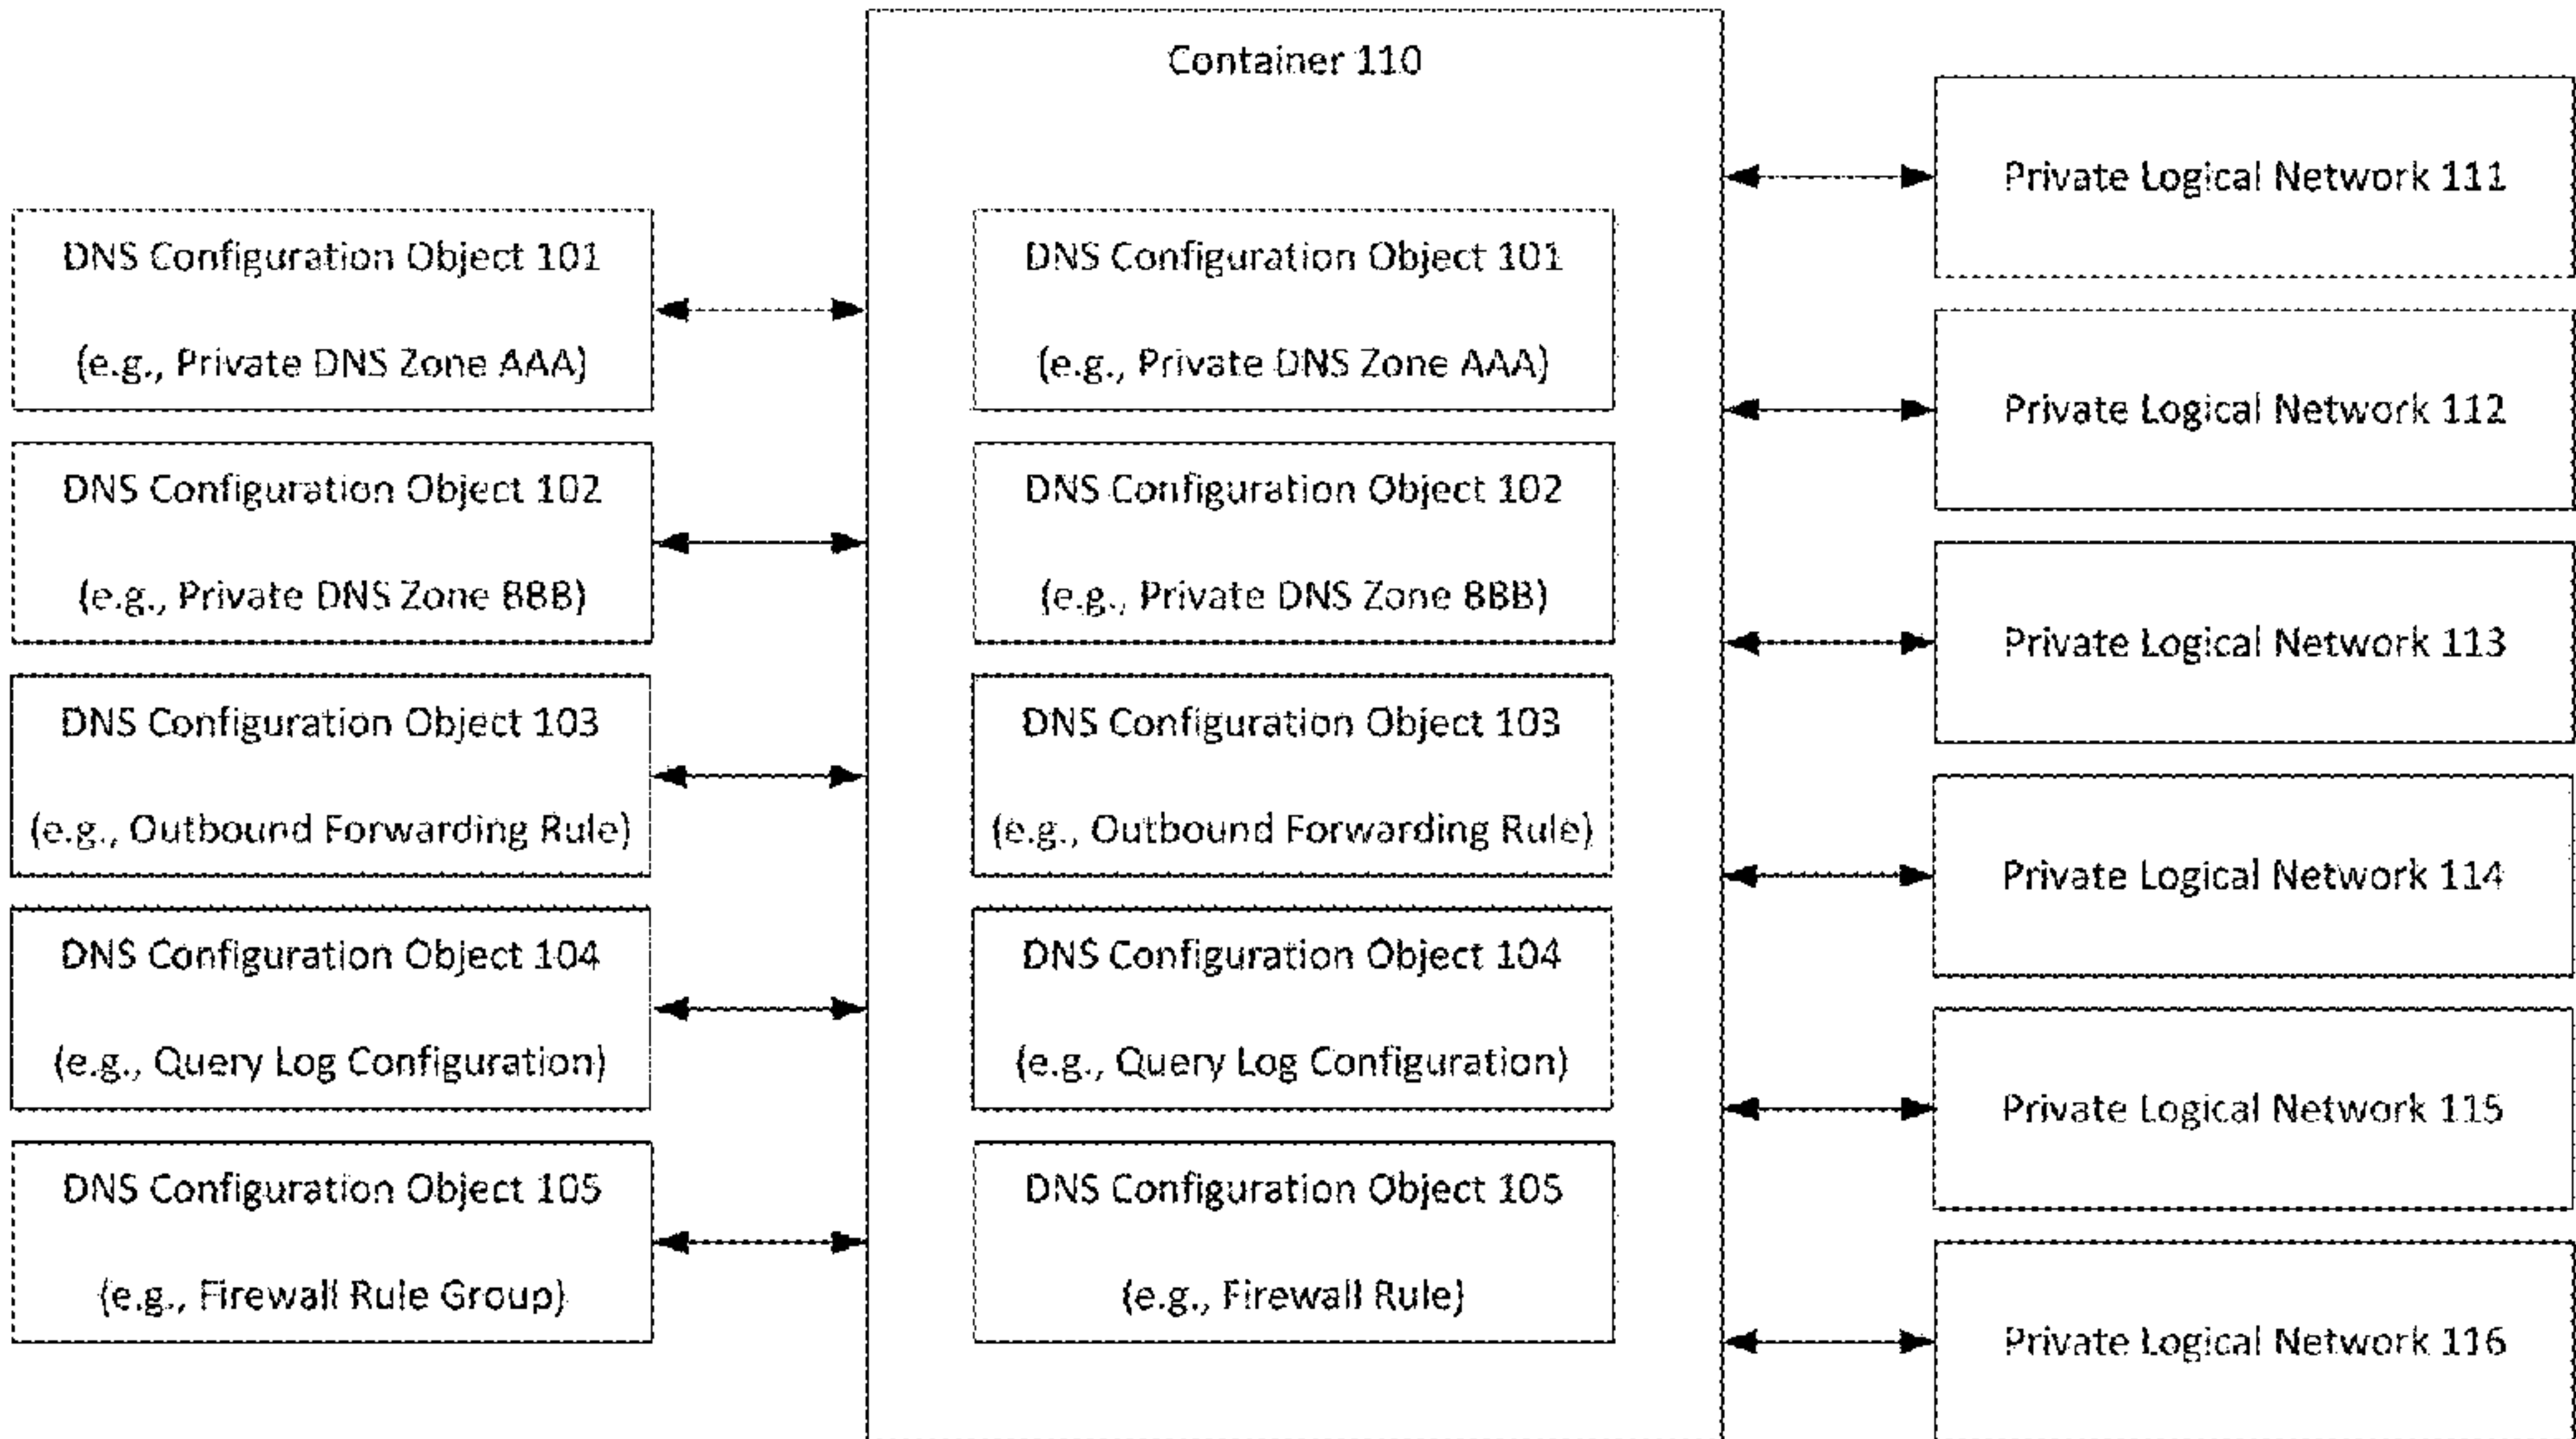 Container 110
DNS Configuration Object 101
(e.g., Private DNS Zone AAA)
DNS Configuration Object 102
(e.g., Private DNS Zone BBB)
DNS Configuration Object 103
(e.g., Outbound Forwarding Rule)
DNS Configuration Object 104
(e.g., Query Log Configuration)
DNS Configuration Object 105
(e.g., Firewall Rule Group)
DNS Configuration Object 101
(e.g., Private DNS Zone AAA)
DNS Configuration Object 102
(e.g., Private DNS Zone BBB)
DNS Configuration Object 103
(e.g., Outbound Forwarding Rule)
DNS Configuration Object 104
(e.g., Query Log Configuration)
DNS Configuration Object 105
(e.g., Firewall Rule)
Private Logical Network 111
Private Logical Network 112
Private Logical Network 113
Private Logical Network 114
Private Logical Network 115
Private Logical Network 116